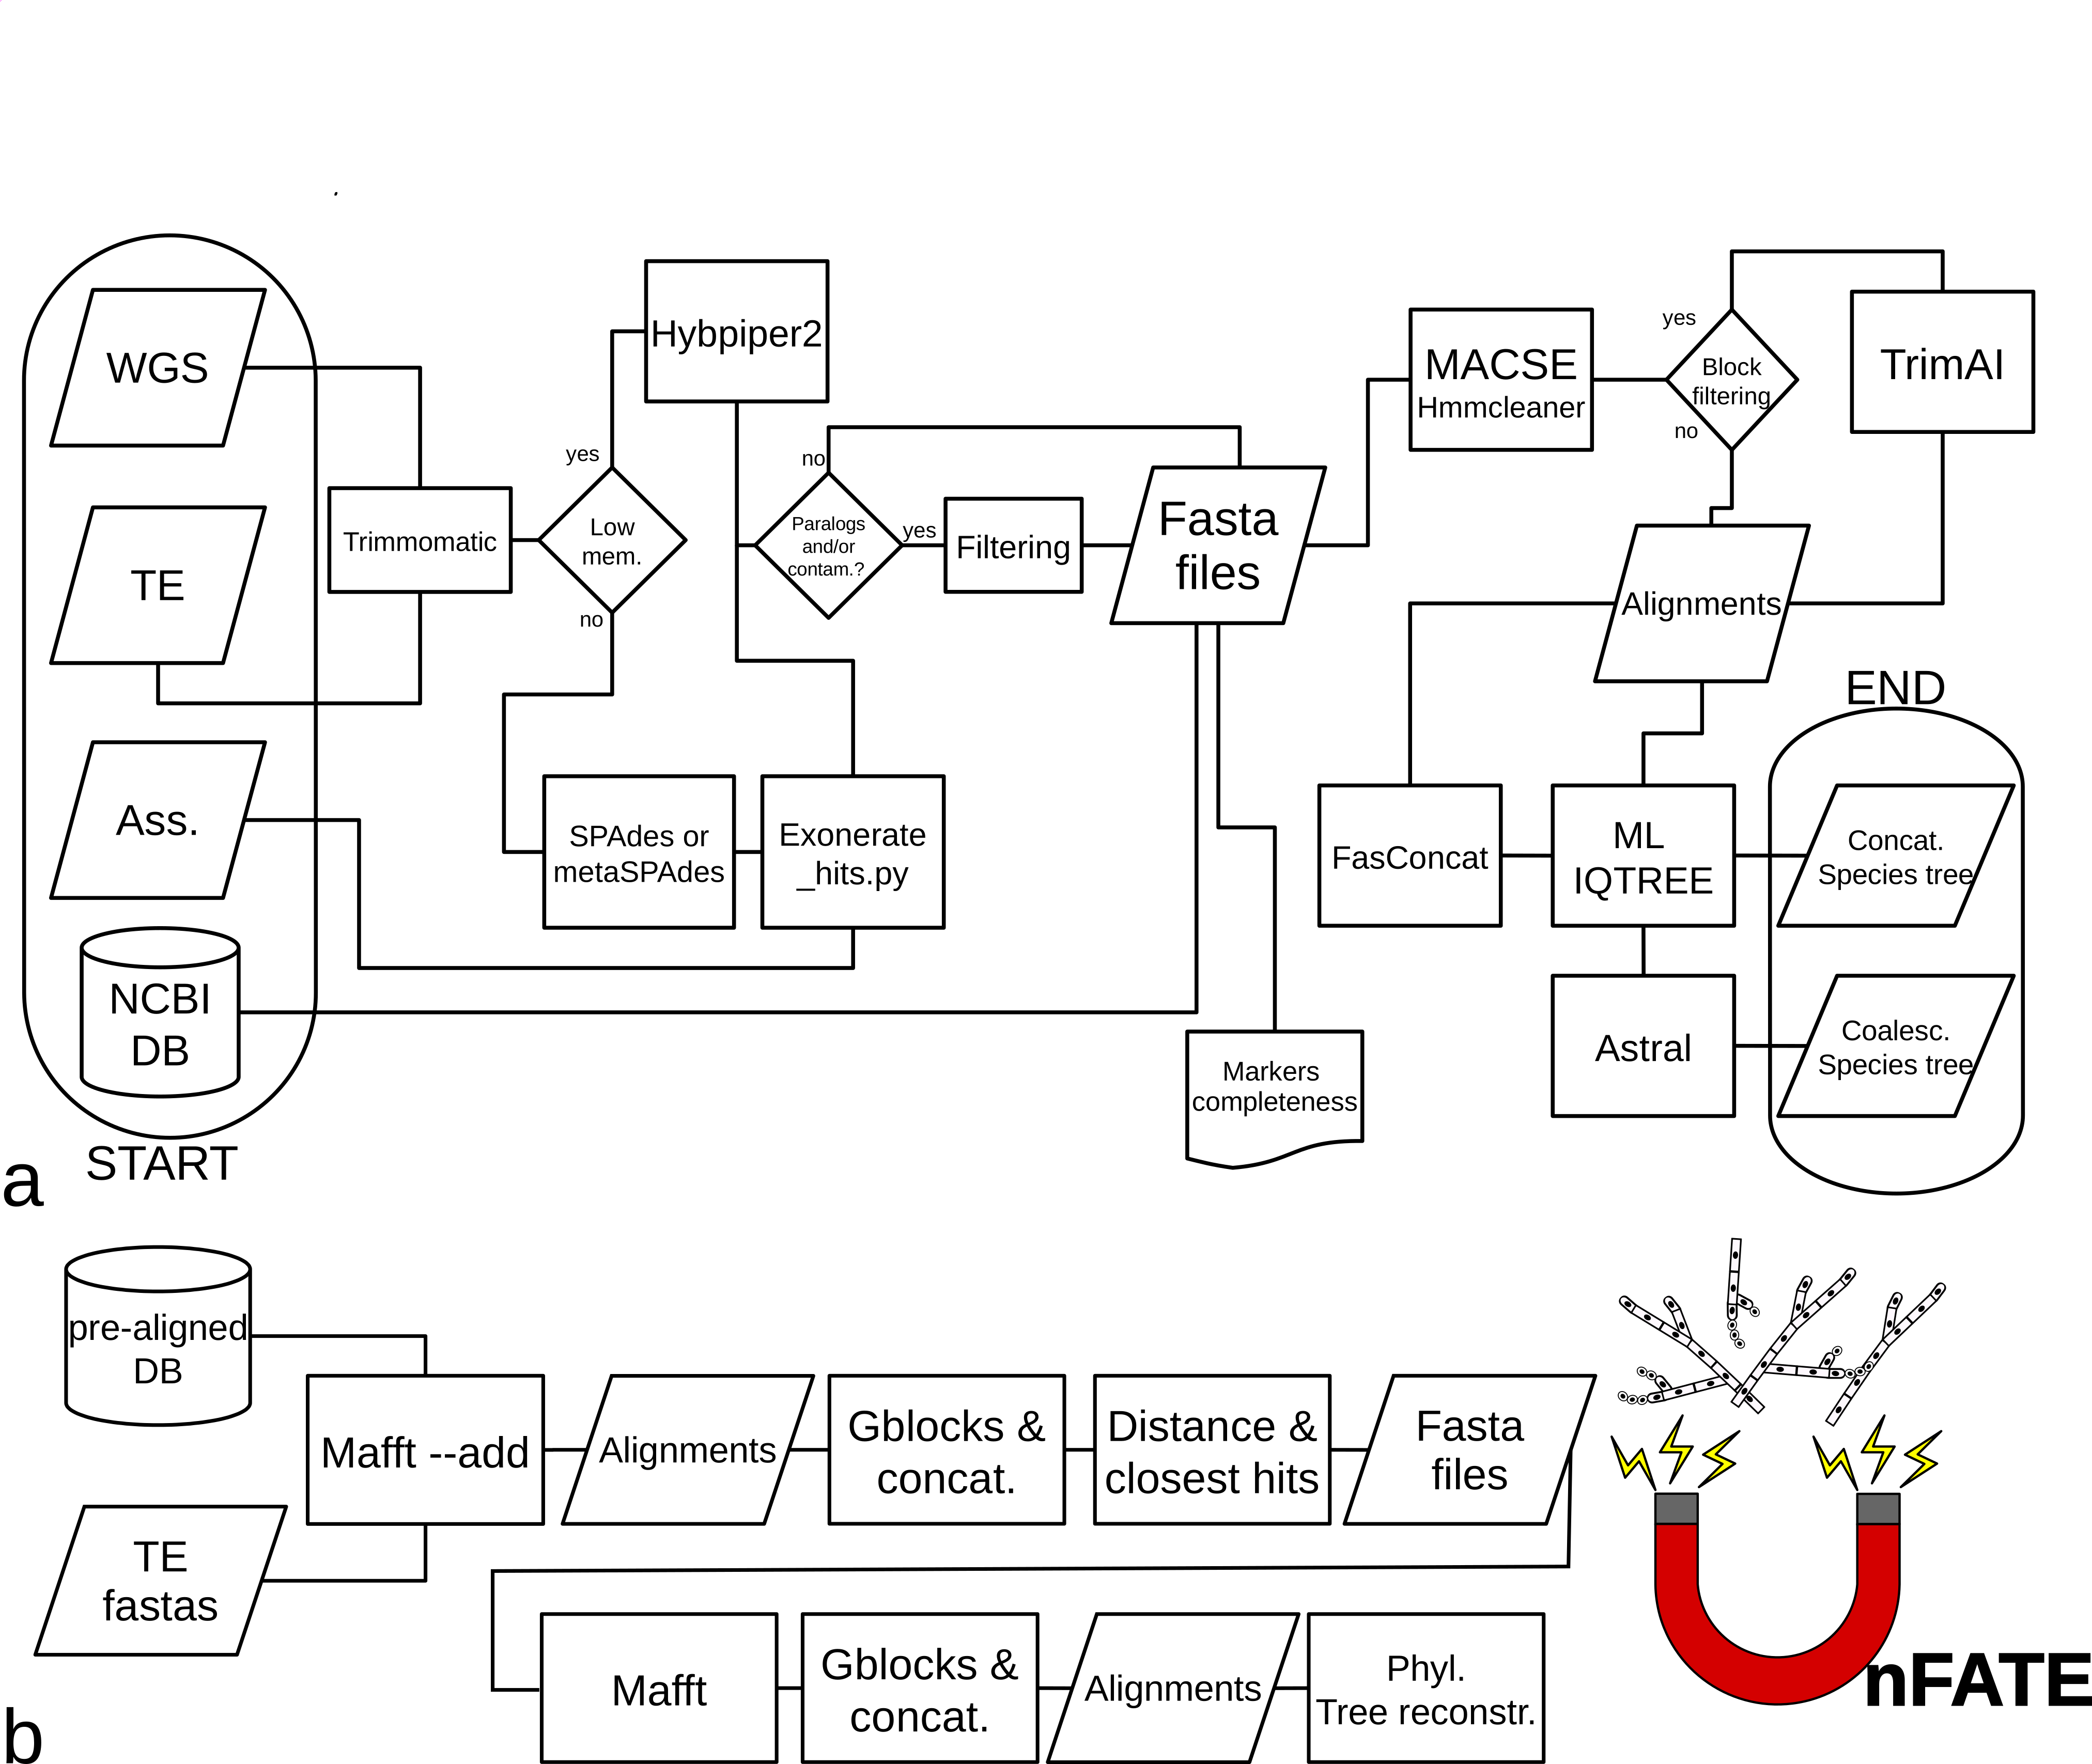 WGS
TE
Ass.
NCBI
DB
START
a
Trimmomatic
yes
Low
mem.
no
Hybpiper2
SPAdes or
metaSPAdes
Exonerate
_hits.py
no
Paralogs
and/or
contam.?
yes
Filtering
Fasta
files
Markers
completeness
MACSE
Hmmcleaner
yes
Block
filtering
no
TrimAI
Alignments
FasConcat
ML
IQTREE
Astral
END
Concat.
Species tree
Coalesc.
Species tree
pre-aligned
DB
TE
fastas
Mafft --add
Alignments
Gblocks &
concat.
Distance &
closest hits
Fasta
files
Mafft
Gblocks &
concat.
Alignments
Phyl.
Tree reconstr.
b
nFATE